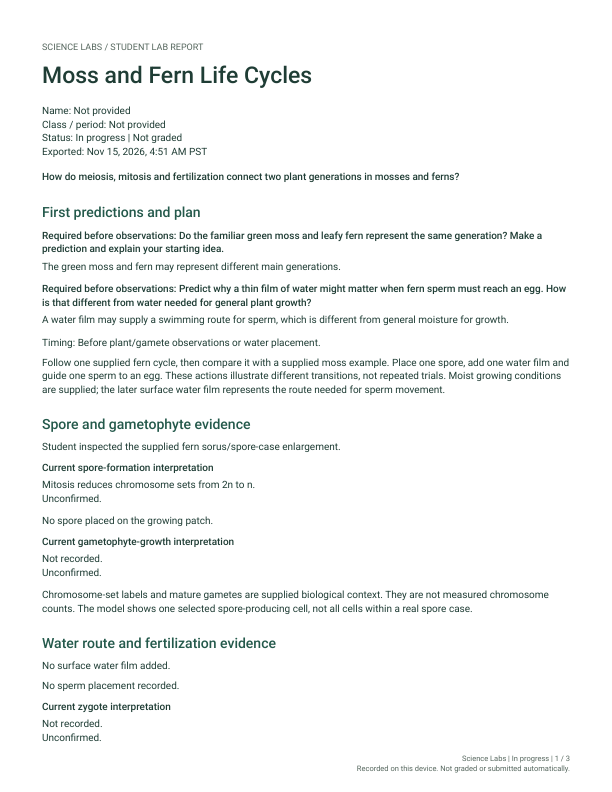 SCIENCE LABS / STUDENT LAB REPORT
Moss and Fern Life Cycles
Name: Not provided
Class / period: Not provided
Status: In progress | Not graded
Exported: Nov 15, 2026, 4:51 AM PST
How do meiosis, mitosis and fertilization connect two plant generations in mosses and ferns?
First predictions and plan
Required before observations: Do the familiar green moss and leafy fern represent the same generation? Make a
prediction and explain your starting idea.
The green moss and fern may represent different main generations.
Required before observations: Predict why a thin film of water might matter when fern sperm must reach an egg. How
is that different from water needed for general plant growth?
A water film may supply a swimming route for sperm, which is different from general moisture for growth.
Timing: Before plant/gamete observations or water placement.
Follow one supplied fern cycle, then compare it with a supplied moss example. Place one spore, add one water film and
guide one sperm to an egg. These actions illustrate different transitions, not repeated trials. Moist growing conditions
are supplied; the later surface water film represents the route needed for sperm movement.
Spore and gametophyte evidence
Student inspected the supplied fern sorus/spore-case enlargement.
Current spore-formation interpretation
Mitosis reduces chromosome sets from 2n to n.
Unconfirmed.
No spore placed on the growing patch.
Current gametophyte-growth interpretation
Not recorded.
Unconfirmed.
Chromosome-set labels and mature gametes are supplied biological context. They are not measured chromosome
counts. The model shows one selected spore-producing cell, not all cells within a real spore case.
Water route and fertilization evidence
No surface water film added.
No sperm placement recorded.
Current zygote interpretation
Not recorded.
Unconfirmed.
Science Labs | In progress | 1 / 3
Recorded on this device. Not graded or submitted automatically.